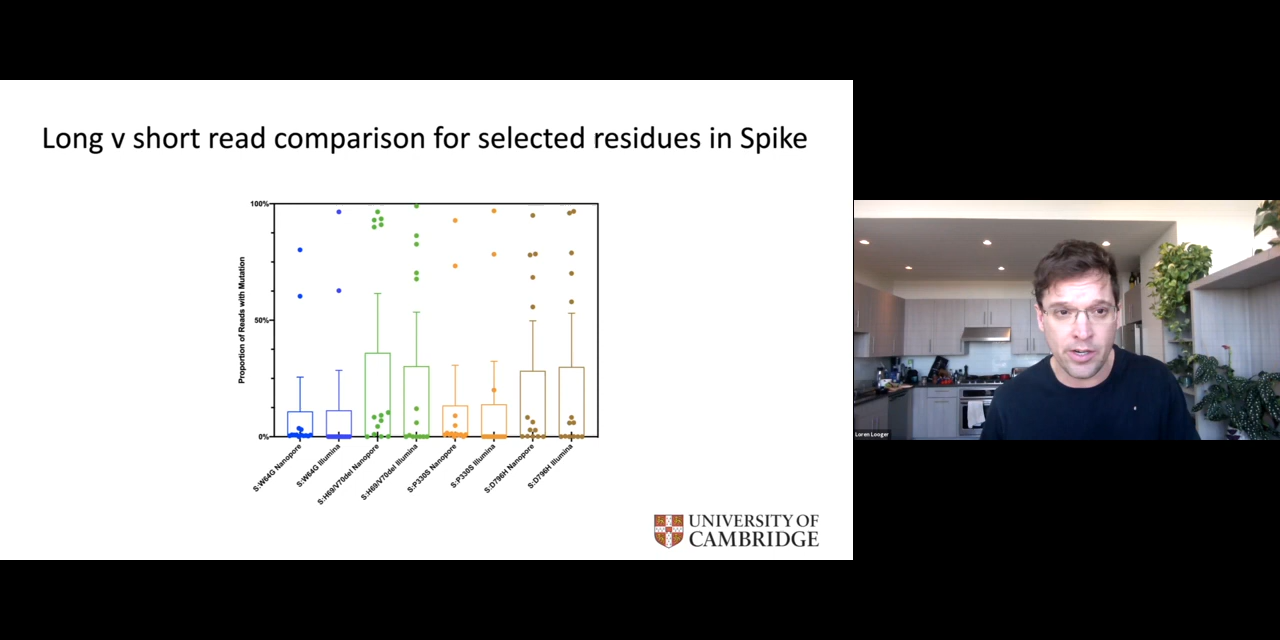 Long v short read comparison for selected residues in Spike
100%
50%
0%
Proportion of Reads with Mutation
S:W64G Nanopore
S:W64G Illumina
S:H69/V70del Nanopore
S:H69/V70del Illumina
S:P330S Nanopore
S:P330S Illumina
S:D796H Nanopore
S:D796H Illumina
UNIVERSITY OF
CAMBRIDGE
Loren Looger